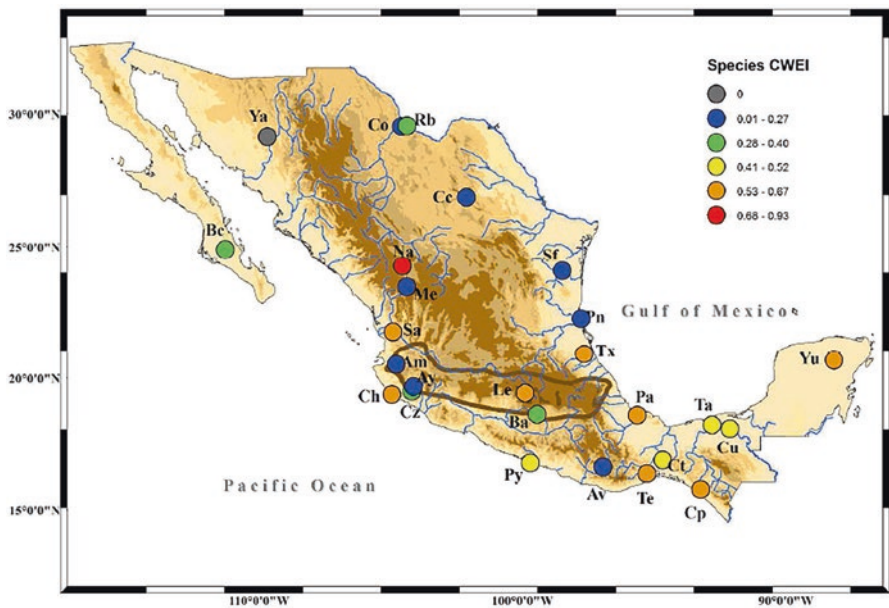 Species CWEI
0
0.01 - 0.27
0.28 - 0.40
0.41 - 0.52
0.53 - 0.67
0.68 - 0.93
30°0'0"N
Ya
Co
Rb
Cc
25°0'0"N
Bc
Na
Me
Sf
Pn
Gulf of Mexico
Sa
Tx
Am
Yu
20°0'0"N
Ay
Le
Ch
Cz
Ba
Pa
Ta
Cu
Py
Av
Ct
Te
Cp
Pacific Ocean
15°0'0"N
110°0'0"W
100°0'0"W
90°0'0"W